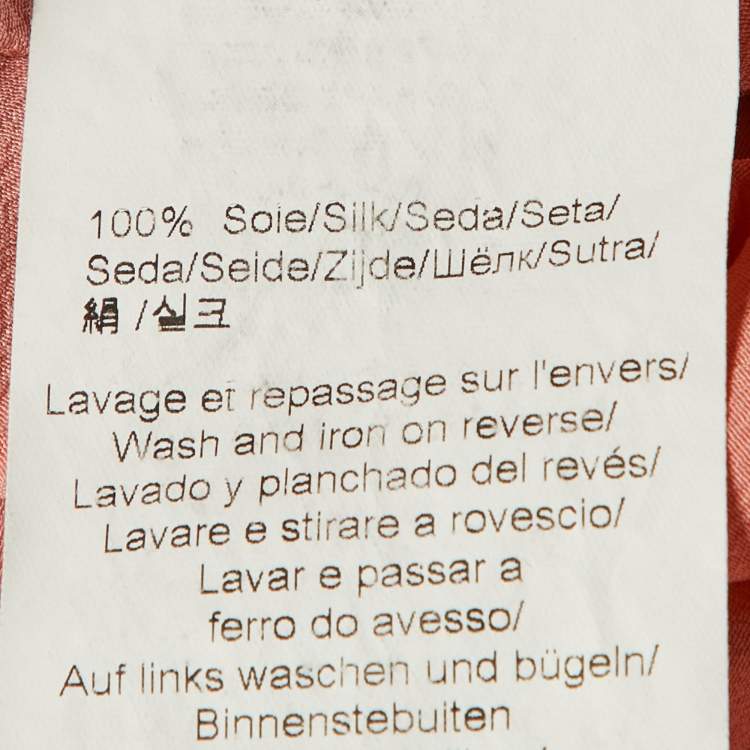 100% Soie/Silk/Seda/Seta/
Seda/Seide/Zijde/Шёлк/Sutra/
絹/실크
Lavage et repassage sur l'envers/
Wash and iron on reverse/
Lavado y planchado del revés/
Lavare e stirare a rovescio/
Lavar e passar a
ferro do avesso/
Auf links waschen und bügeln/
Binnenstebuiten